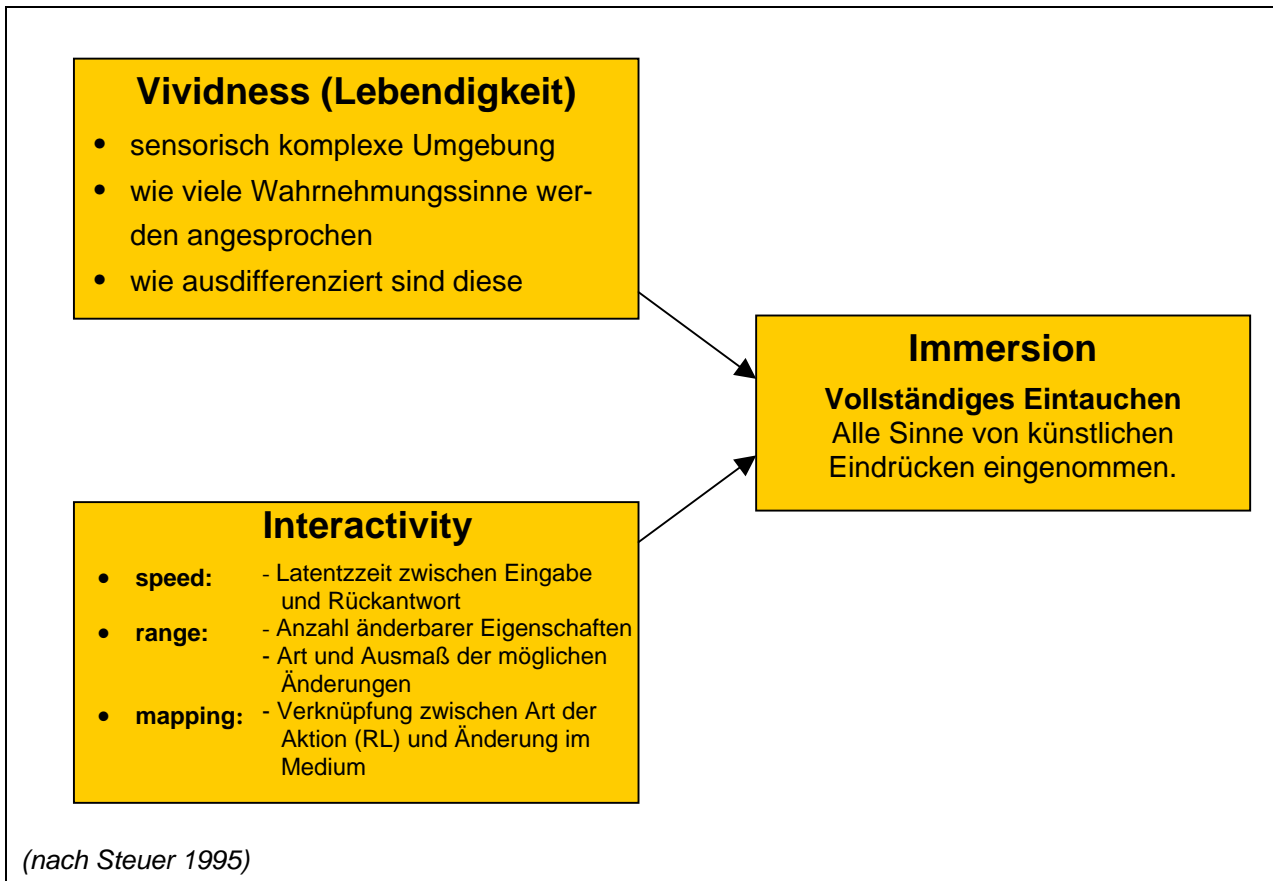 Vividness (Lebendigkeit)
• sensorisch komplexe Umgebung
• wie viele Wahrnehmungssinne wer-
den angesprochen
• wie ausdifferenziert sind diese
Immersion
Vollständiges Eintauchen
Alle Sinne von künstlichen
Eindrücken eingenommen.
Interactivity
• speed: - Latentzzeit zwischen Eingabe
und Rückantwort
• range: - Anzahl änderbarer Eigenschaften
- Art und Ausmaß der möglichen
Änderungen
• mapping: - Verknüpfung zwischen Art der
Aktion (RL) und Änderung im
Medium
(nach Steuer 1995)